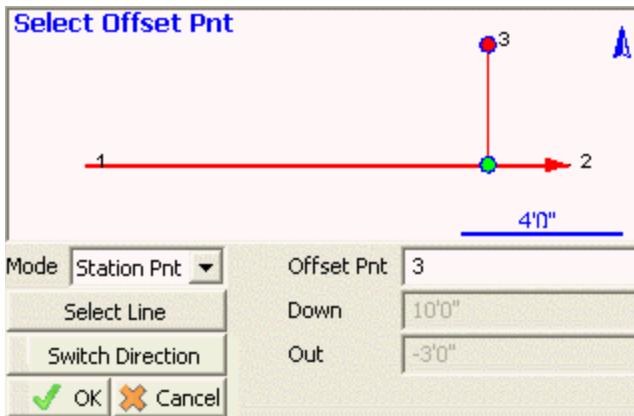 Select Offset Pnt
3
1
2
4'0"
Mode Station Pnt Offset Pnt 3
Select Line Down 10'0"
Switch Direction Out -3'0"
OK Cancel